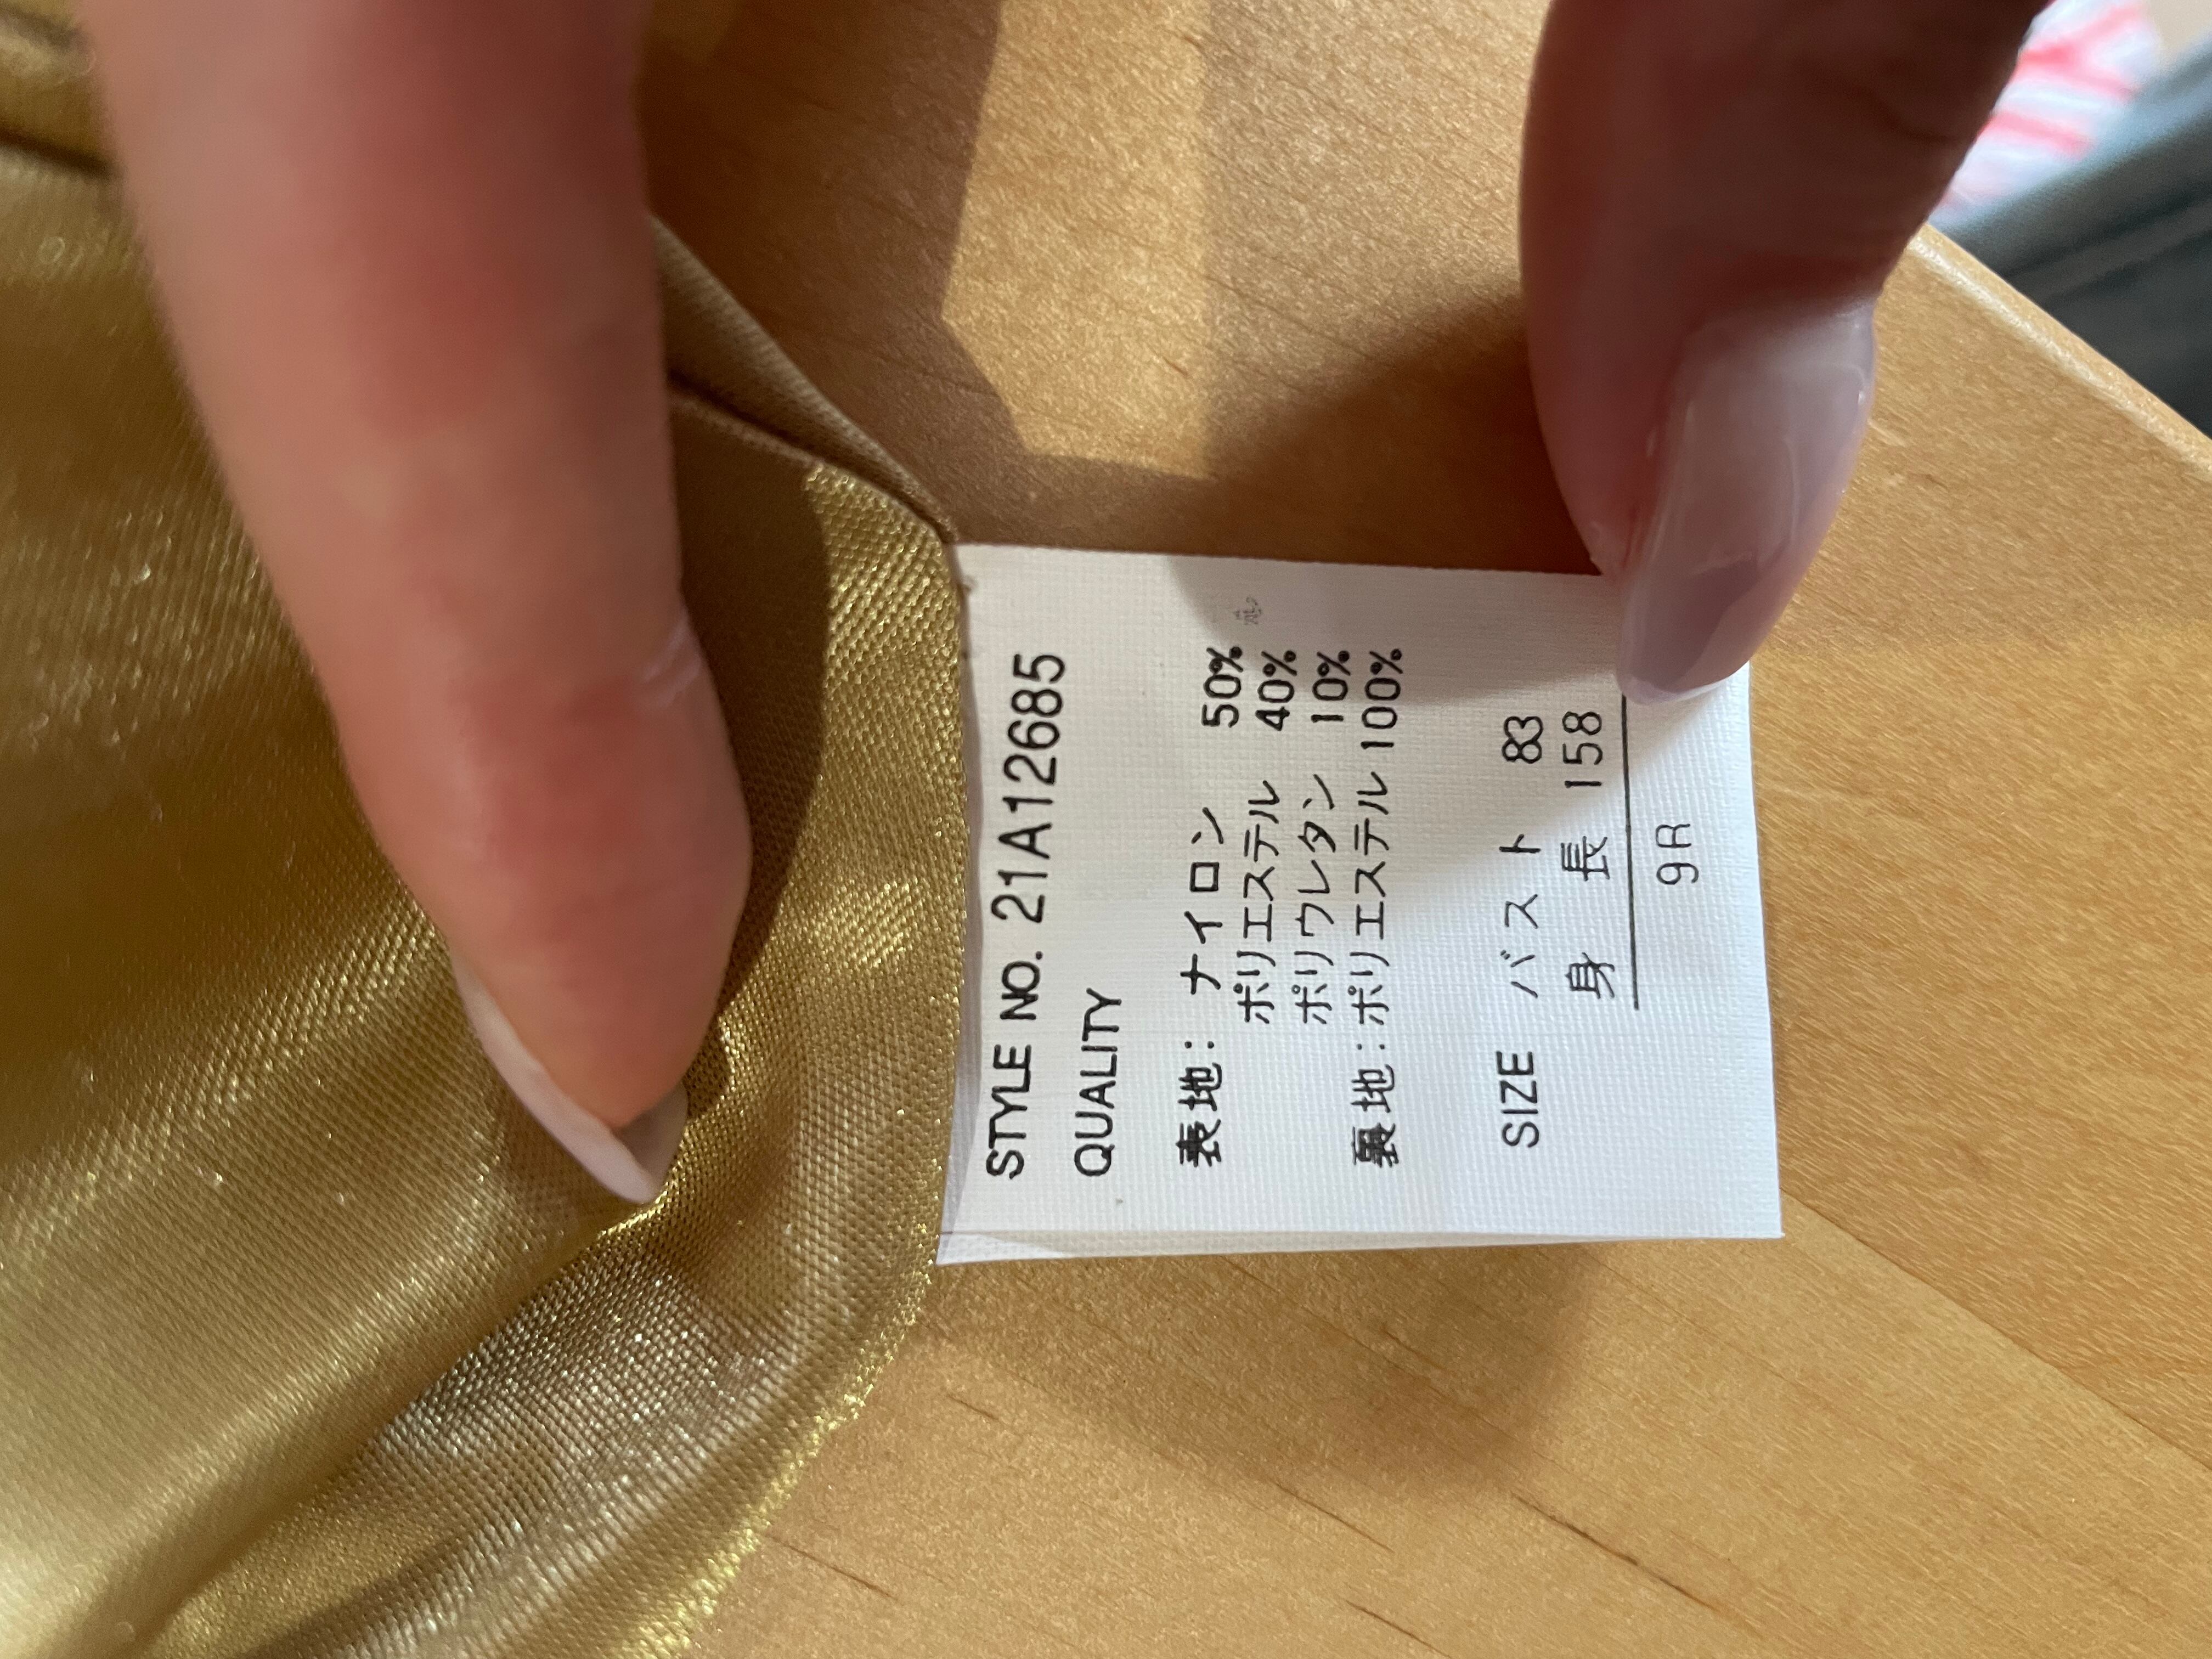 STYLE NO. 21A12685
QUALITY
表地: ナイロン 50%
ポリエステル 40%
ポリウレタン 10%
裏地:ポリエステル 100%
SIZE バスト 83
身長 158
9R